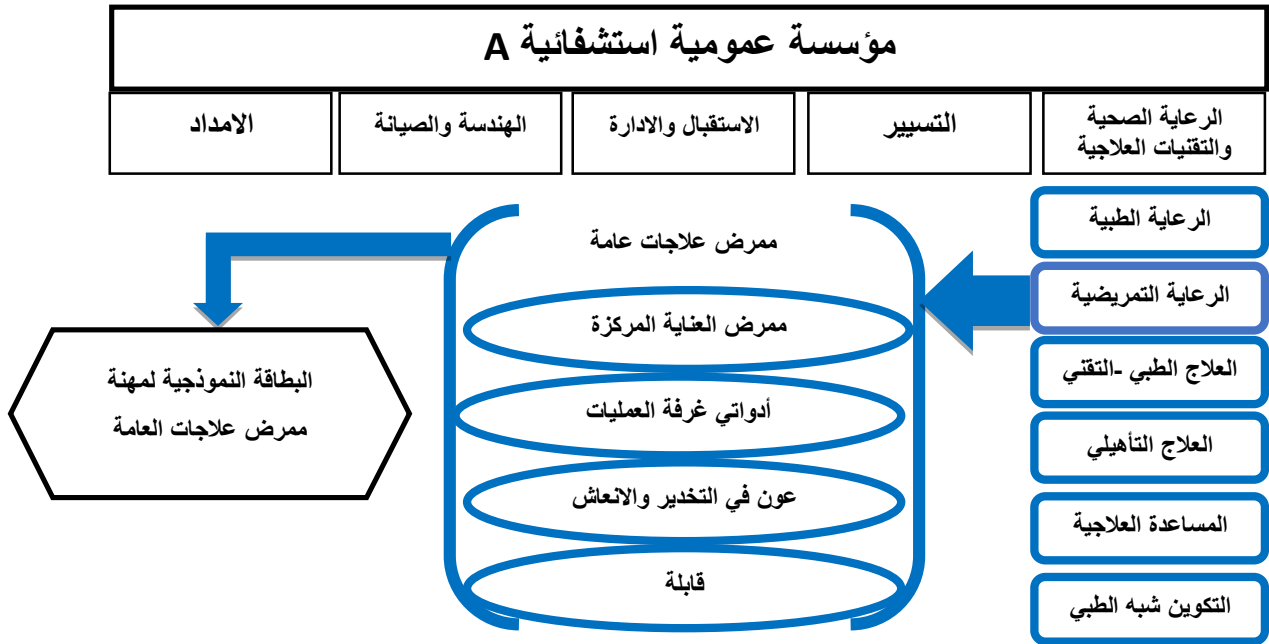 مؤسسة عمومية استشفائية A
الرعاية الصحية
والتقنيات العلاجية
التسيير
الاستقبال والادارة
الهندسة والصيانة
الامداد
الرعاية الطبية
الرعاية التمريضية
العلاج الطبي -التقني
العلاج التأهيلي
المساعدة العلاجية
التكوين شبه الطبي
ممرض علاجات عامة
ممرض العناية المركزة
أدواتي غرفة العمليات
عون في التخدير والانعاش
قابلة
البطاقة النموذجية لمهنة
ممرض علاجات العامة